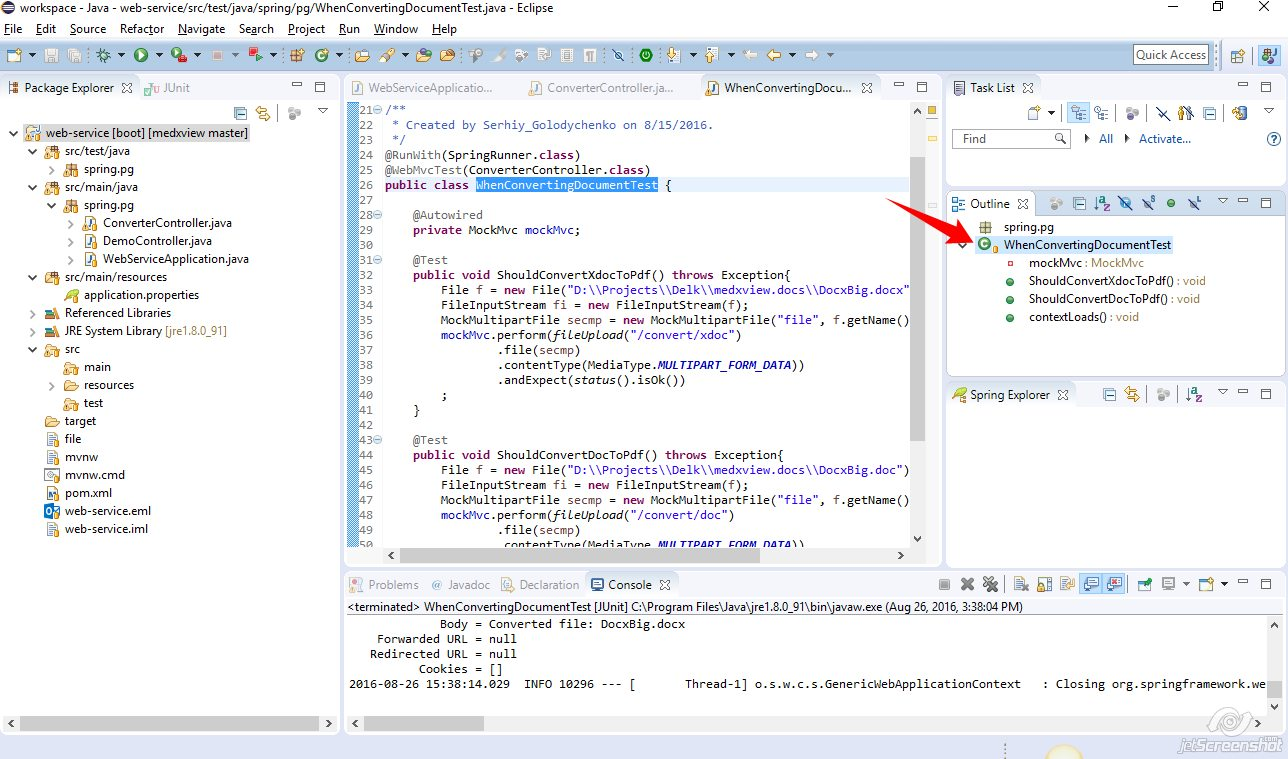 workspace - Java - web-service/src/test/java/spring/pg/WhenConvertingDocumentTest.java - Eclipse
File Edit Source Refactor Navigate Search Project Run Window Help
Quick Access
Package Explorer JUnit
web-service [boot] [medxview master]
src/test/java
spring.pg
src/main/java
spring.pg
ConverterController.java
DemoController.java
WebServiceApplication.java
src/main/resources
application.properties
Referenced Libraries
JRE System Library [jre1.8.0_91]
src
main
resources
test
target
file
mvnw
mvnw.cmd
pom.xml
web-service.eml
web-service.iml
WebServiceApplicatio... ConverterController.ja... WhenConvertingDocu...
21 /**
22 * Created by Serhiy_Golodychenko on 8/15/2016.
23 */
24 @RunWith(SpringRunner.class)
25 @WebMvcTest(ConverterController.class)
26 public class WhenConvertingDocumentTest {
27
28 @Autowired
29 private MockMvc mockMvc;
30
31 @Test
32 public void ShouldConvertXdocToPdf() throws Exception{
33 File f = new File("D:\\Projects\\Delk\\medxview.docs\\DocxBig.docx"
34 FileInputStream fi = new FileInputStream(f);
35 MockMultipartFile secmp = new MockMultipartFile("file", f.getName()
36 mockMvc.perform(fileUpload("/convert/xdoc")
37 .file(secmp)
38 .contentType(MediaType.MULTIPART_FORM_DATA))
39 .andExpect(status().isOk())
40 ;
41 }
42
43 @Test
44 public void ShouldConvertDocToPdf() throws Exception{
45 File f = new File("D:\\Projects\\Delk\\medxview.docs\\DocxBig.doc")
46 FileInputStream fi = new FileInputStream(f);
47 MockMultipartFile secmp = new MockMultipartFile("file", f.getName()
48 mockMvc.perform(fileUpload("/convert/doc")
49 .file(secmp)
50 .contentType(MediaType.MULTIPART_FORM_DATA))
Task List
Find All Activate...
Outline
spring.pg
WhenConvertingDocumentTest
mockMvc : MockMvc
ShouldConvertXdocToPdf() : void
ShouldConvertDocToPdf() : void
contextLoads() : void
Spring Explorer
Problems @ Javadoc Declaration Console
<terminated> WhenConvertingDocumentTest [JUnit] C:\Program Files\Java\jre1.8.0_91\bin\javaw.exe (Aug 26, 2016, 3:38:04 PM)
Body = Converted file: DocxBig.docx
Forwarded URL = null
Redirected URL = null
Cookies = []
2016-08-26 15:38:14.029 INFO 10296 --- [ Thread-1] o.s.w.c.s.GenericWebApplicationContext : Closing org.springframework.we
jetScreenshot.com